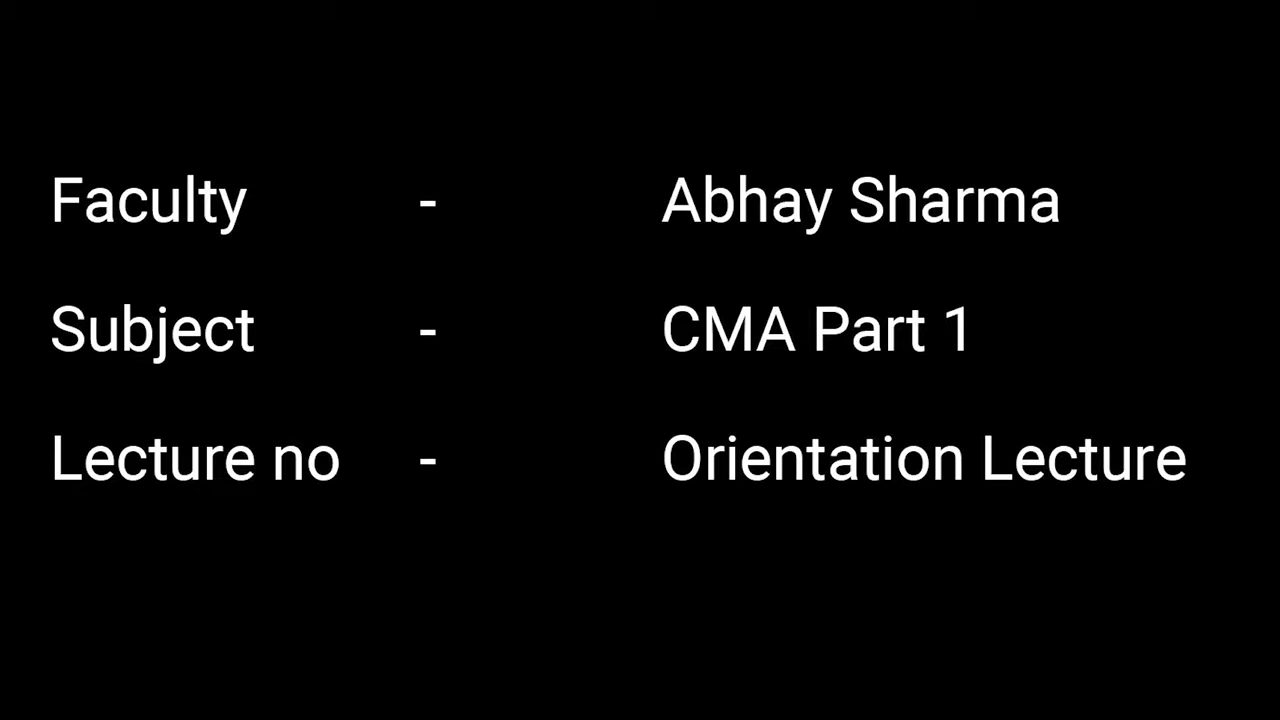 Faculty - Abhay Sharma
Subject - CMA Part 1
Lecture no - Orientation Lecture